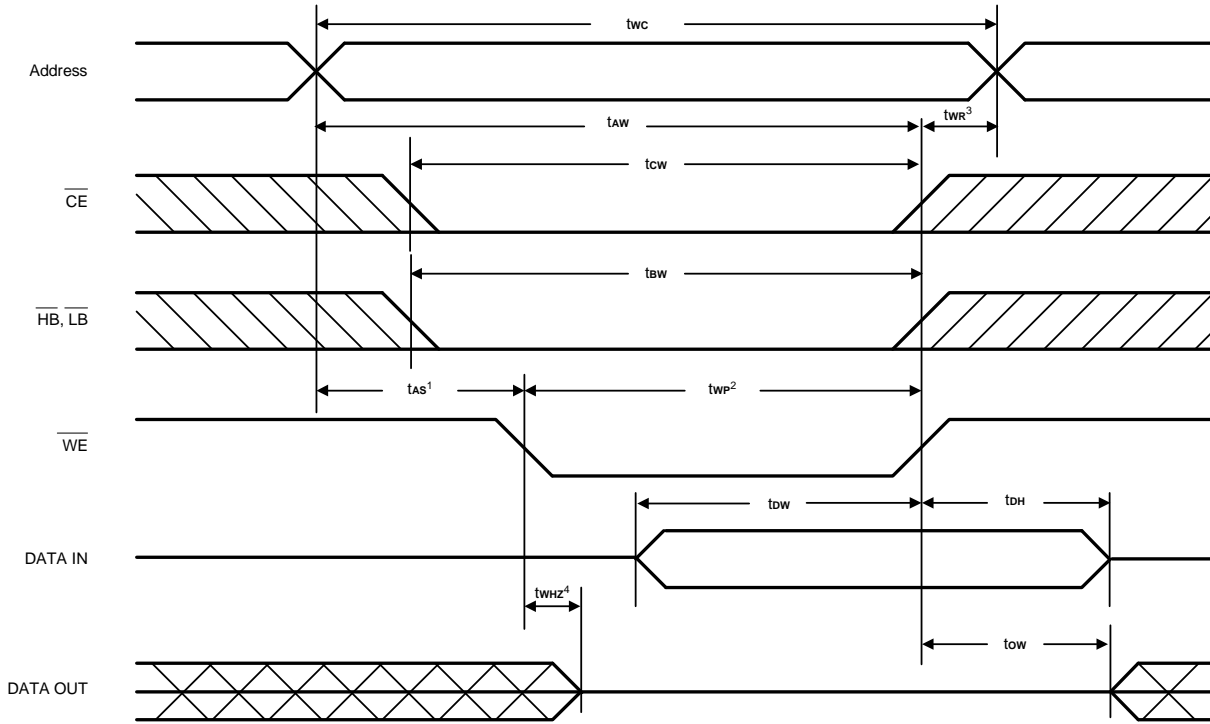 tWC
Address
tAW
tWR³
tCW
CE
tBW
HB, LB
tAS¹
tWP²
WE
tDW
tDH
DATA IN
tWHZ⁴
tOW
DATA OUT